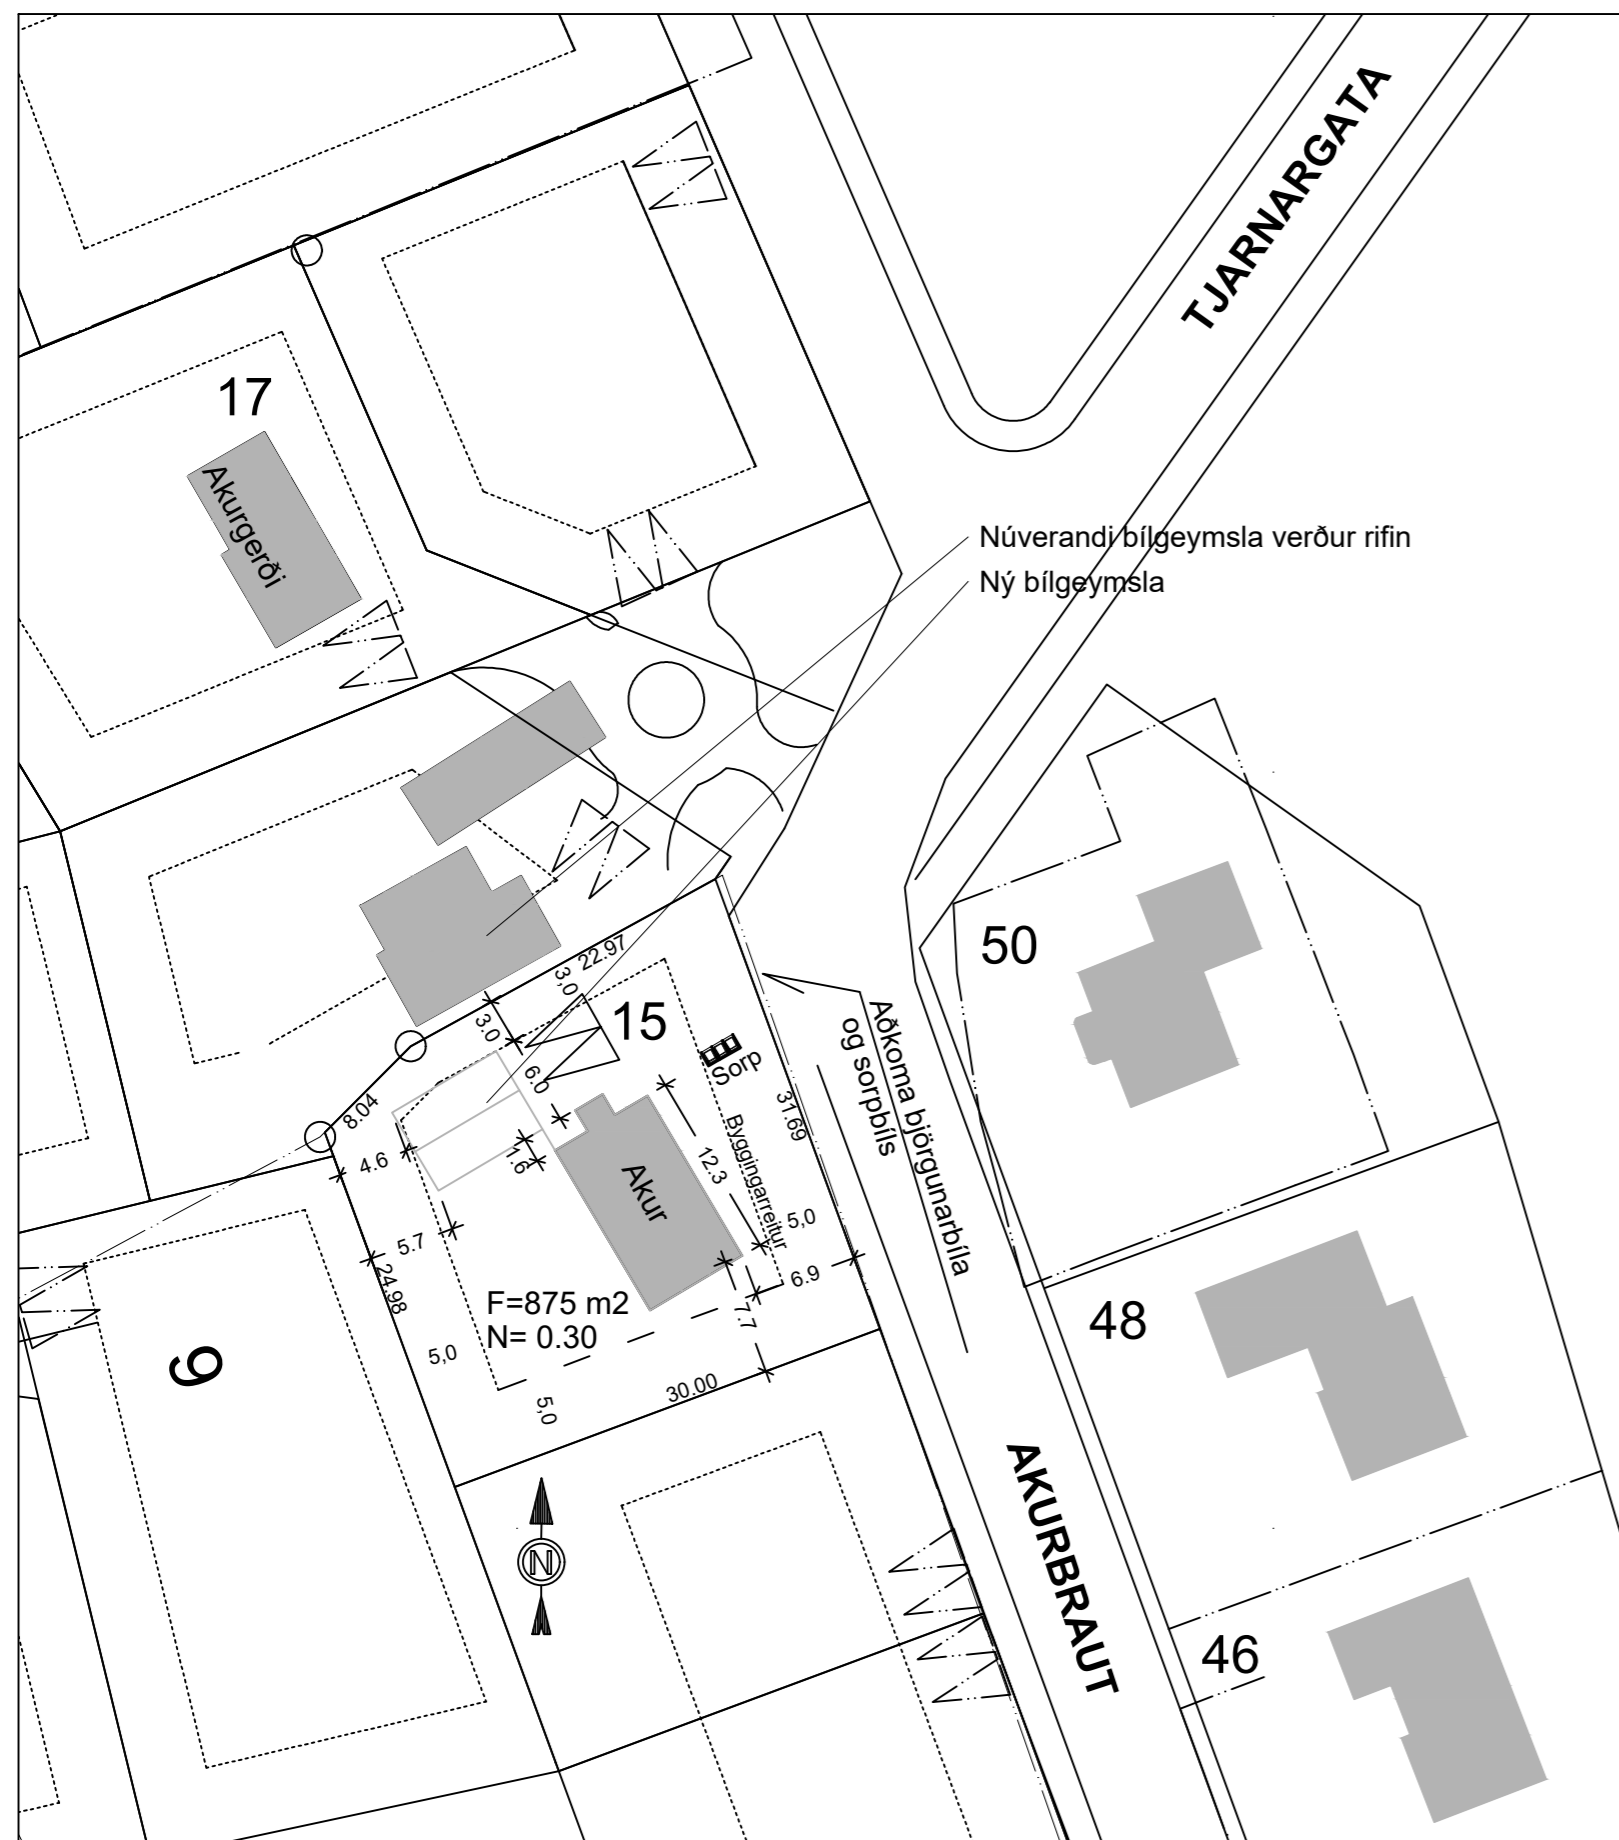 TJARNARGATA
17
Akurgerði
Núverandi bílgeymsla verður rifin
Ný bílgeymsla
50
22.97
3,0
3.0
15
Sorp
6.0
8.04
4.6
1.6
12.3
31.69
Byggingarreitur
Akur
Aðkoma björgunarbíla
og sorpbíls
5.7
24.98
5,0
6.9
7.7
F=875 m2
N= 0.30
5,0
5,0
30.00
9
48
N
AKURBRAUT
46